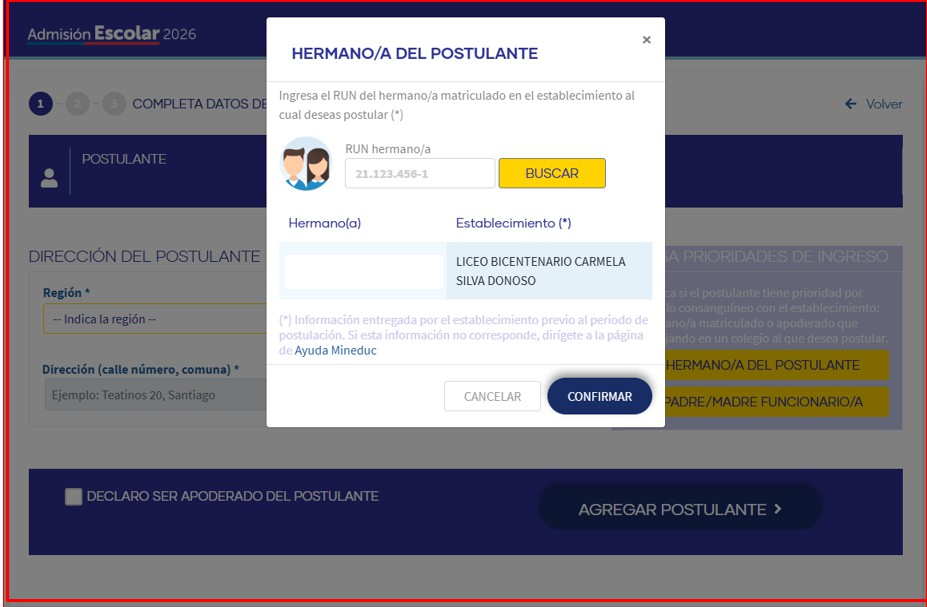 Admisión Escolar 2026
HERMANO/A DEL POSTULANTE
×
Ingresa el RUN del hermano/a matriculado en el establecimiento al
cual deseas postular (*)
RUN hermano/a
21.123.456-1
BUSCAR
Hermano(a)
Establecimiento (*)
LICEO BICENTENARIO CARMELA
SILVA DONOSO
(*) Información entregada por el establecimiento previo al periodo de
postulación. Si esta información no corresponde, dirígete a la página
de Ayuda Mineduc
CANCELAR
CONFIRMAR
1 - 2 - 3 COMPLETA DATOS DE
Volver
POSTULANTE
DIRECCIÓN DEL POSTULANTE
Región *
-- Indica la región --
Dirección (calle número, comuna) *
Ejemplo: Teatinos 20, Santiago
PRIORIDADES DE INGRESO
si el postulante tiene prioridad por
consanguíneo con el establecimiento:
matriculado o apoderado que
en un colegio al que desea postular.
HERMANO/A DEL POSTULANTE
PADRE/MADRE FUNCIONARIO/A
DECLARO SER APODERADO DEL POSTULANTE
AGREGAR POSTULANTE